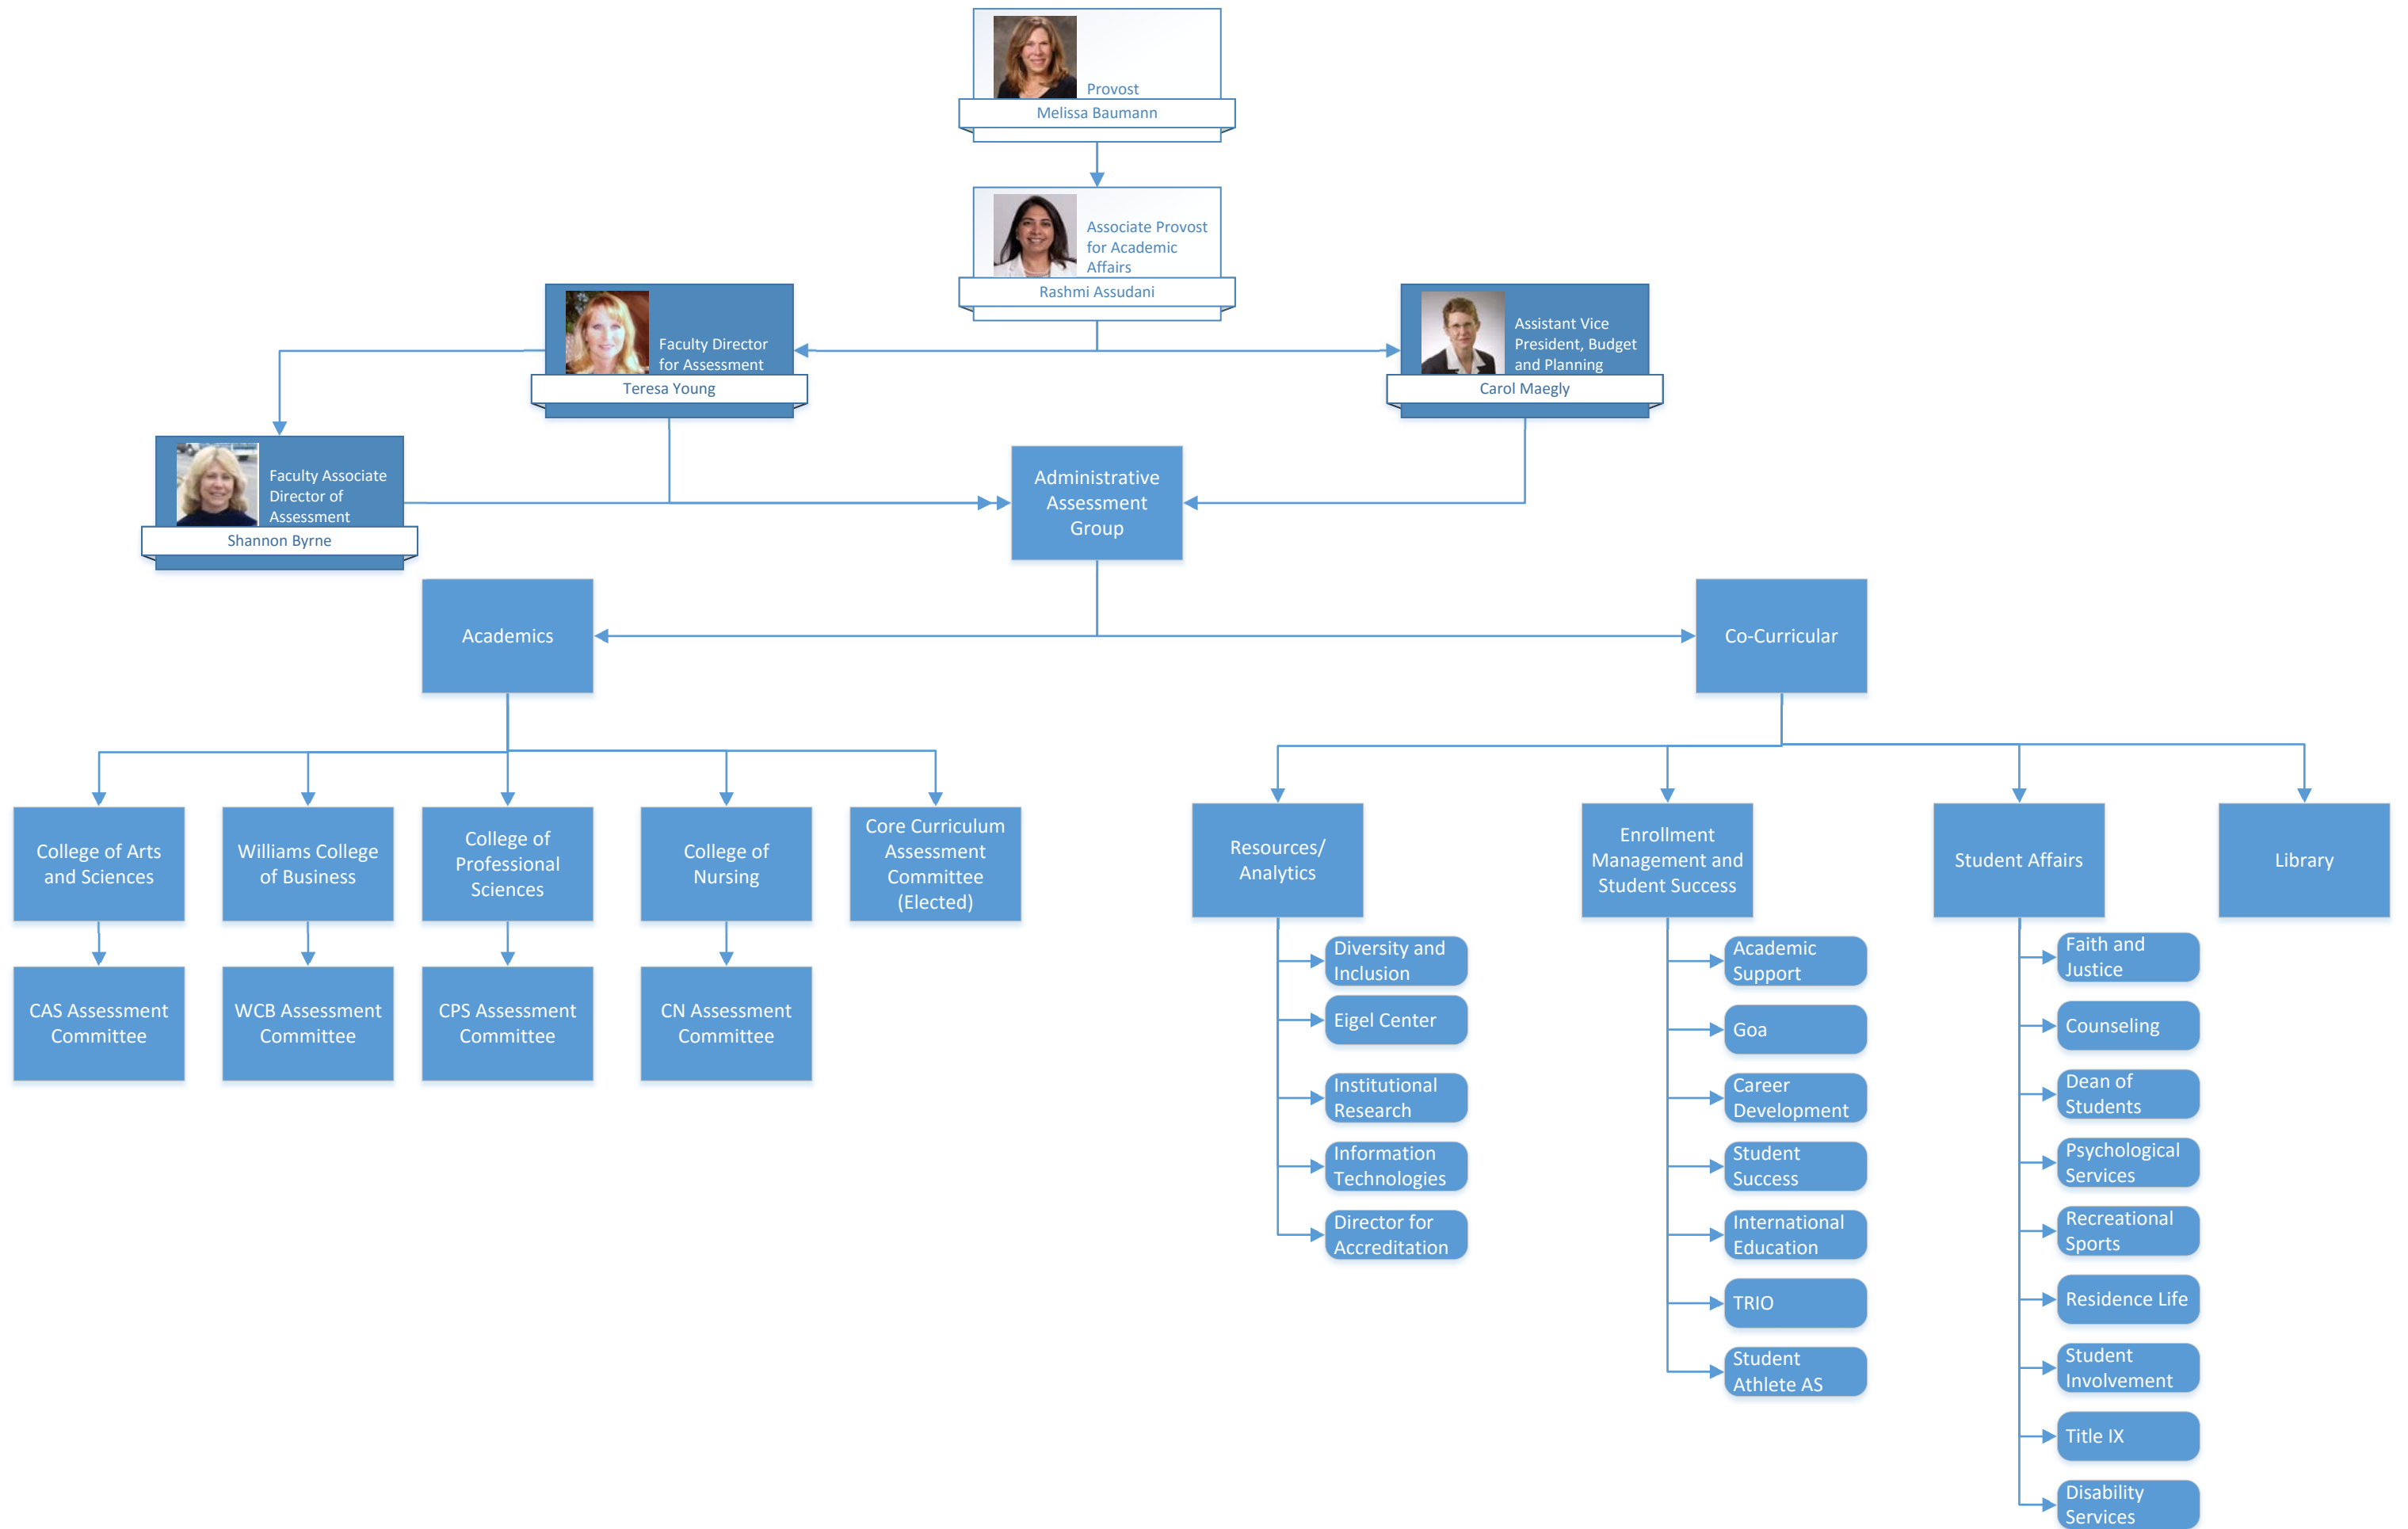 Provost
Melissa Baumann
Associate Provost
for Academic
Affairs
Rashmi Assudani
Faculty Director
for Assessment
Teresa Young
Assistant Vice
President, Budget
and Planning
Carol Maegly
Faculty Associate
Director of
Assessment
Shannon Byrne
Administrative
Assessment
Group
Academics
Co-Curricular
College of Arts
and Sciences
Williams College
of Business
College of
Professional
Sciences
College of
Nursing
Core Curriculum
Assessment
Committee
(Elected)
Resources/
Analytics
Enrollment
Management and
Student Success
Student Affairs
Library
CAS Assessment
Committee
WCB Assessment
Committee
CPS Assessment
Committee
CN Assessment
Committee
Diversity and
Inclusion
Eigel Center
Institutional
Research
Information
Technologies
Director for
Accreditation
Academic
Support
Goa
Career
Development
Student
Success
International
Education
TRIO
Student
Athlete AS
Faith and
Justice
Counseling
Dean of
Students
Psychological
Services
Recreational
Sports
Residence Life
Student
Involvement
Title IX
Disability
Services